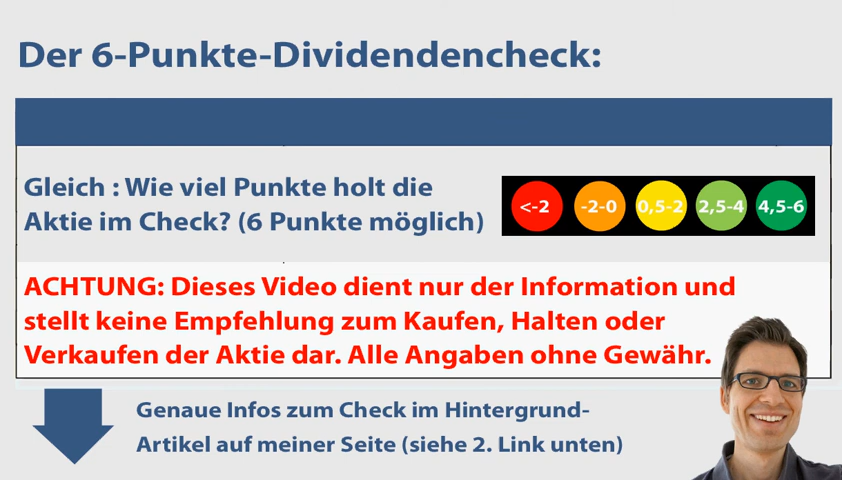 Der 6-Punkte-Dividendencheck:
Gleich : Wie viel Punkte holt die
Aktie im Check? (6 Punkte möglich)
<-2 -2-0 0,5-2 2,5-4 4,5-6
ACHTUNG: Dieses Video dient nur der Information und
stellt keine Empfehlung zum Kaufen, Halten oder
Verkaufen der Aktie dar. Alle Angaben ohne Gewähr.
Genaue Infos zum Check im Hintergrund-
Artikel auf meiner Seite (siehe 2. Link unten)